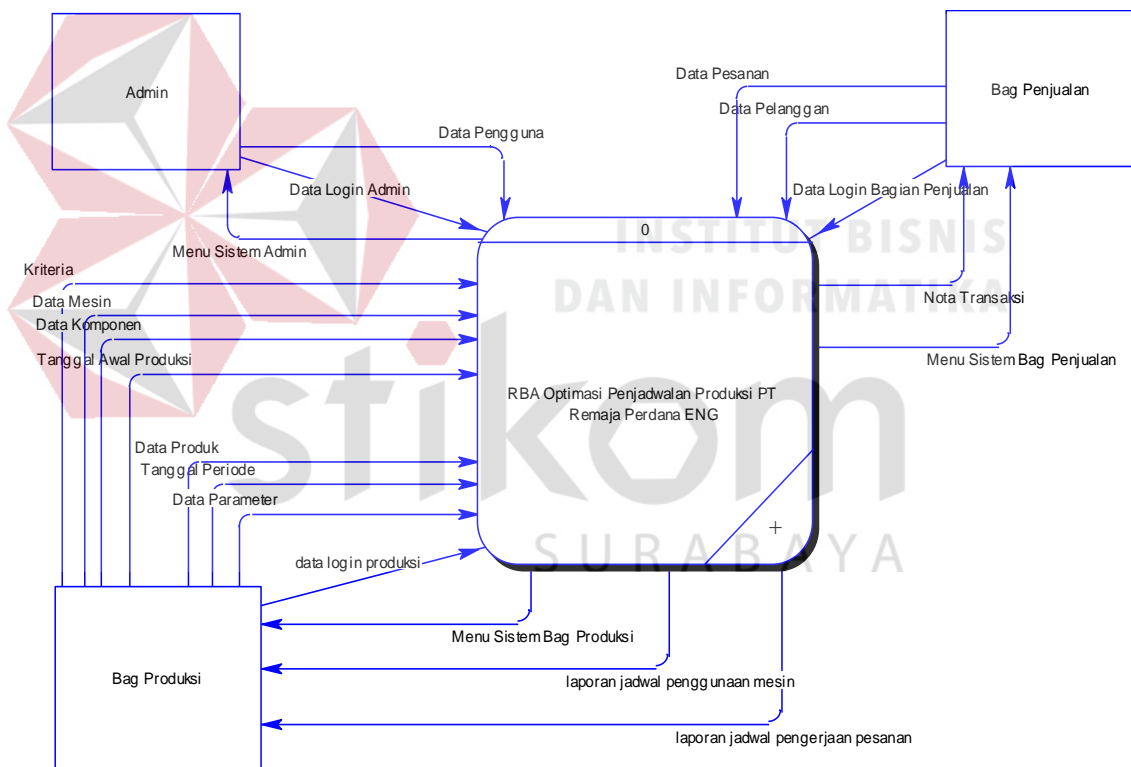 Admin
Bag Penjualan
Data Pesanan
Data Pelanggan
Data Pengguna
Data Login Admin
Data Login Bagian Penjualan
Menu Sistem Admin
0
INSTITUT BISNIS
DAN INFORMATIKA
Kriteria
Data Mesin
Data Komponen
Tanggal Awal Produksi
Nota Transaksi
Menu Sistem Bag Penjualan
RBA Optimasi Penjadwalan Produksi PT
Remaja Perdana ENG
stikom
SURABAYA
Data Produk
Tanggal Periode
Data Parameter
+
data login produksi
Menu Sistem Bag Produksi
Bag Produksi
laporan jadwal penggunaan mesin
laporan jadwal pengerjaan pesanan